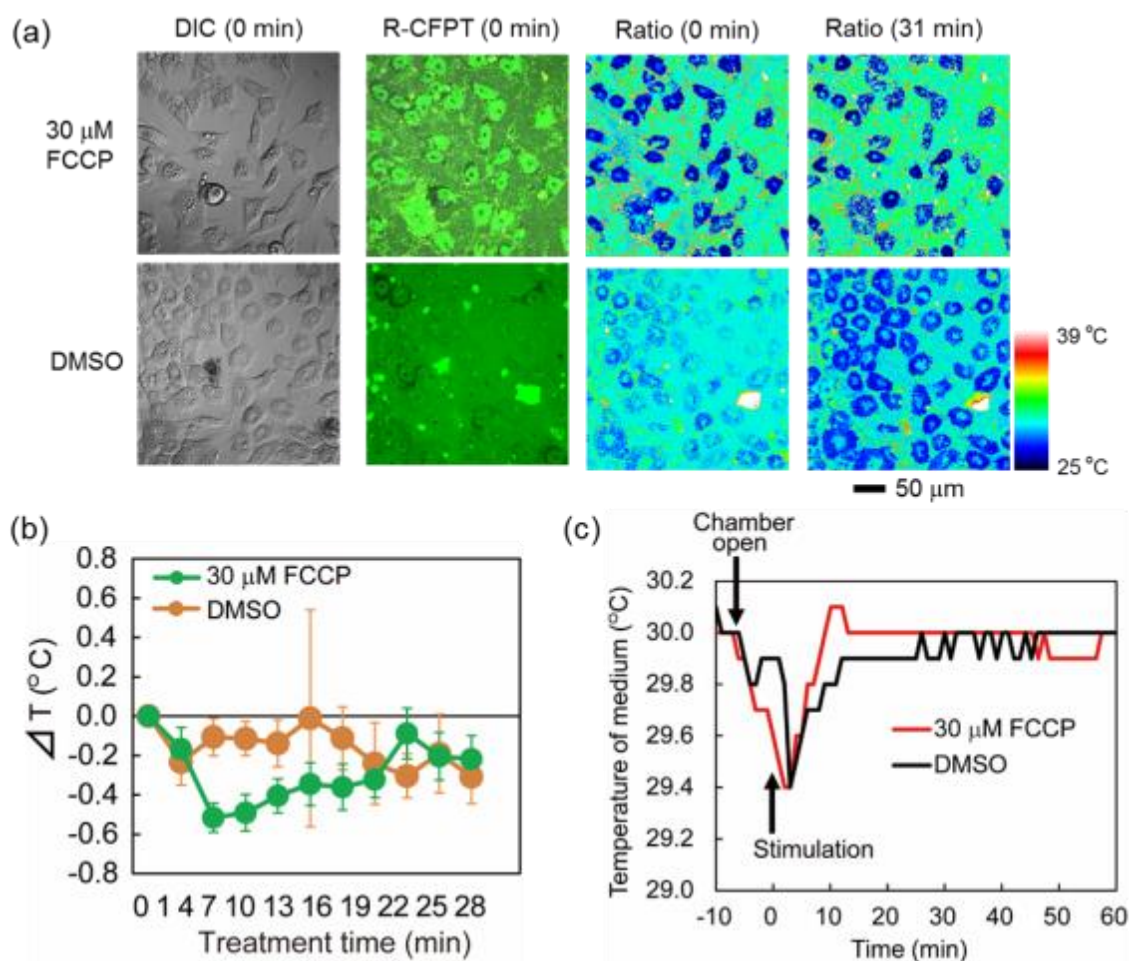 (a)
DIC (0 min)
R-CFPT (0 min)
Ratio (0 min)
Ratio (31 min)
30 μM
FCCP
DMSO
39 °C
25 °C
50 μm
(b)
0.8
0.6
0.4
0.2
0.0
-0.2
-0.4
-0.6
-0.8
⊿T (°C)
30 μM FCCP
DMSO
0 1 4 7 10 13 16 19 22 25 28
Treatment time (min)
(c)
Chamber
open
30.2
30.0
29.8
29.6
29.4
29.2
29.0
Temperature of medium (°C)
30 μM FCCP
DMSO
Stimulation
-10 0 10 20 30 40 50 60
Time (min)